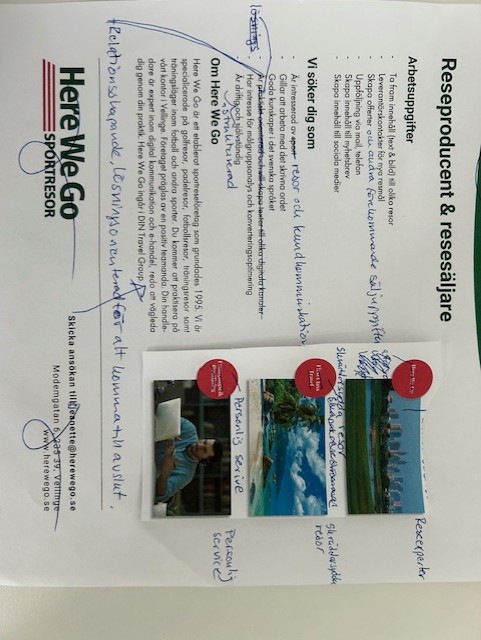 Reseproducent & resesäljare
Arbetsuppgifter
- Ta fram innehåll (text & bild) till olika resor
- Leverantörskontakter för nya resmål
- Skapa offerter och andra förekommande säljuppgifter
- Uppföljning via mail, telefon
- Skapa innehåll till nyhetsbrev
- Skapa innehåll till sociala medier
Vi söker dig som
- Är intresserad av sport resor och kundkommunikation
- Gillar att arbeta med det skrivna ordet
- Goda kunskaper i det svenska språket
lösnings
- Är praktiskt orienterad och vill skapa texter till olika digitala kanaler
- Har intresse för målgruppsanalys och konverteringsoptimering
- Är driftig och självständig
strukturerad
Om Here We Go
Here We Go är ett etablerat sportreseföretag som grundades 1995. Vi är
specialicerade på golfresor, padelresor, fotbollsresor, träningsresor samt
träningsläger inom fotboll och andra sporter. Du kommer att praktisera på
vårt kontor i Vellinge. Företaget präglas av en positiv teamanda. Din handle-
dare är expert inom digital kommunikation och e-handel, redo att vägleda
dig genom din praktik. Here We Go ingår i DIN Travel Group.
Here We Go
Resexperter
Skräddarsydda resor
First Class
Travel
Skräddarsydda
resor
Personlig serive
Personlig
service
Relationsskapande, lösningsorienterad för att komma till avslut.
Here We Go
SPORTRESOR
Skicka ansökan till jeanette@herewego.se
Modemgatan 6, 235 39, Vellinge
www.herewego.se